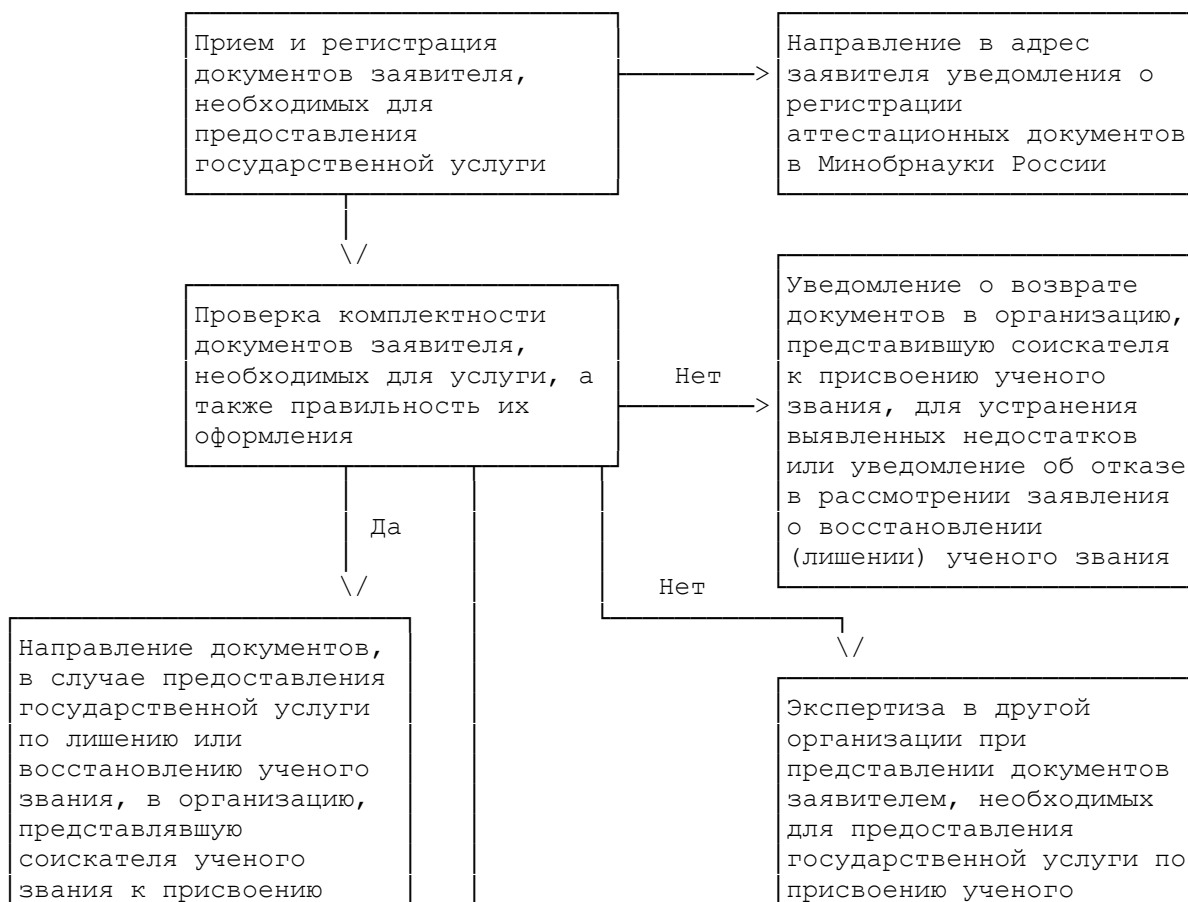 Прием и регистрация
документов заявителя,
необходимых для
предоставления
государственной услуги
Направление в адрес
заявителя уведомления о
регистрации
аттестационных документов
в Минобрнауки России
Проверка комплектности
документов заявителя,
необходимых для услуги, а
также правильность их
оформления
Нет
Уведомление о возврате
документов в организацию,
представившую соискателя
к присвоению ученого
звания, для устранения
выявленных недостатков
или уведомление об отказе
в рассмотрении заявления
о восстановлении
(лишении) ученого звания
Да
Нет
Направление документов,
в случае предоставления
государственной услуги
по лишению или
восстановлению ученого
звания, в организацию,
представлявшую
соискателя ученого
звания к присвоению
Экспертиза в другой
организации при
представлении документов
заявителем, необходимых
для предоставления
государственной услуги по
присвоению ученого